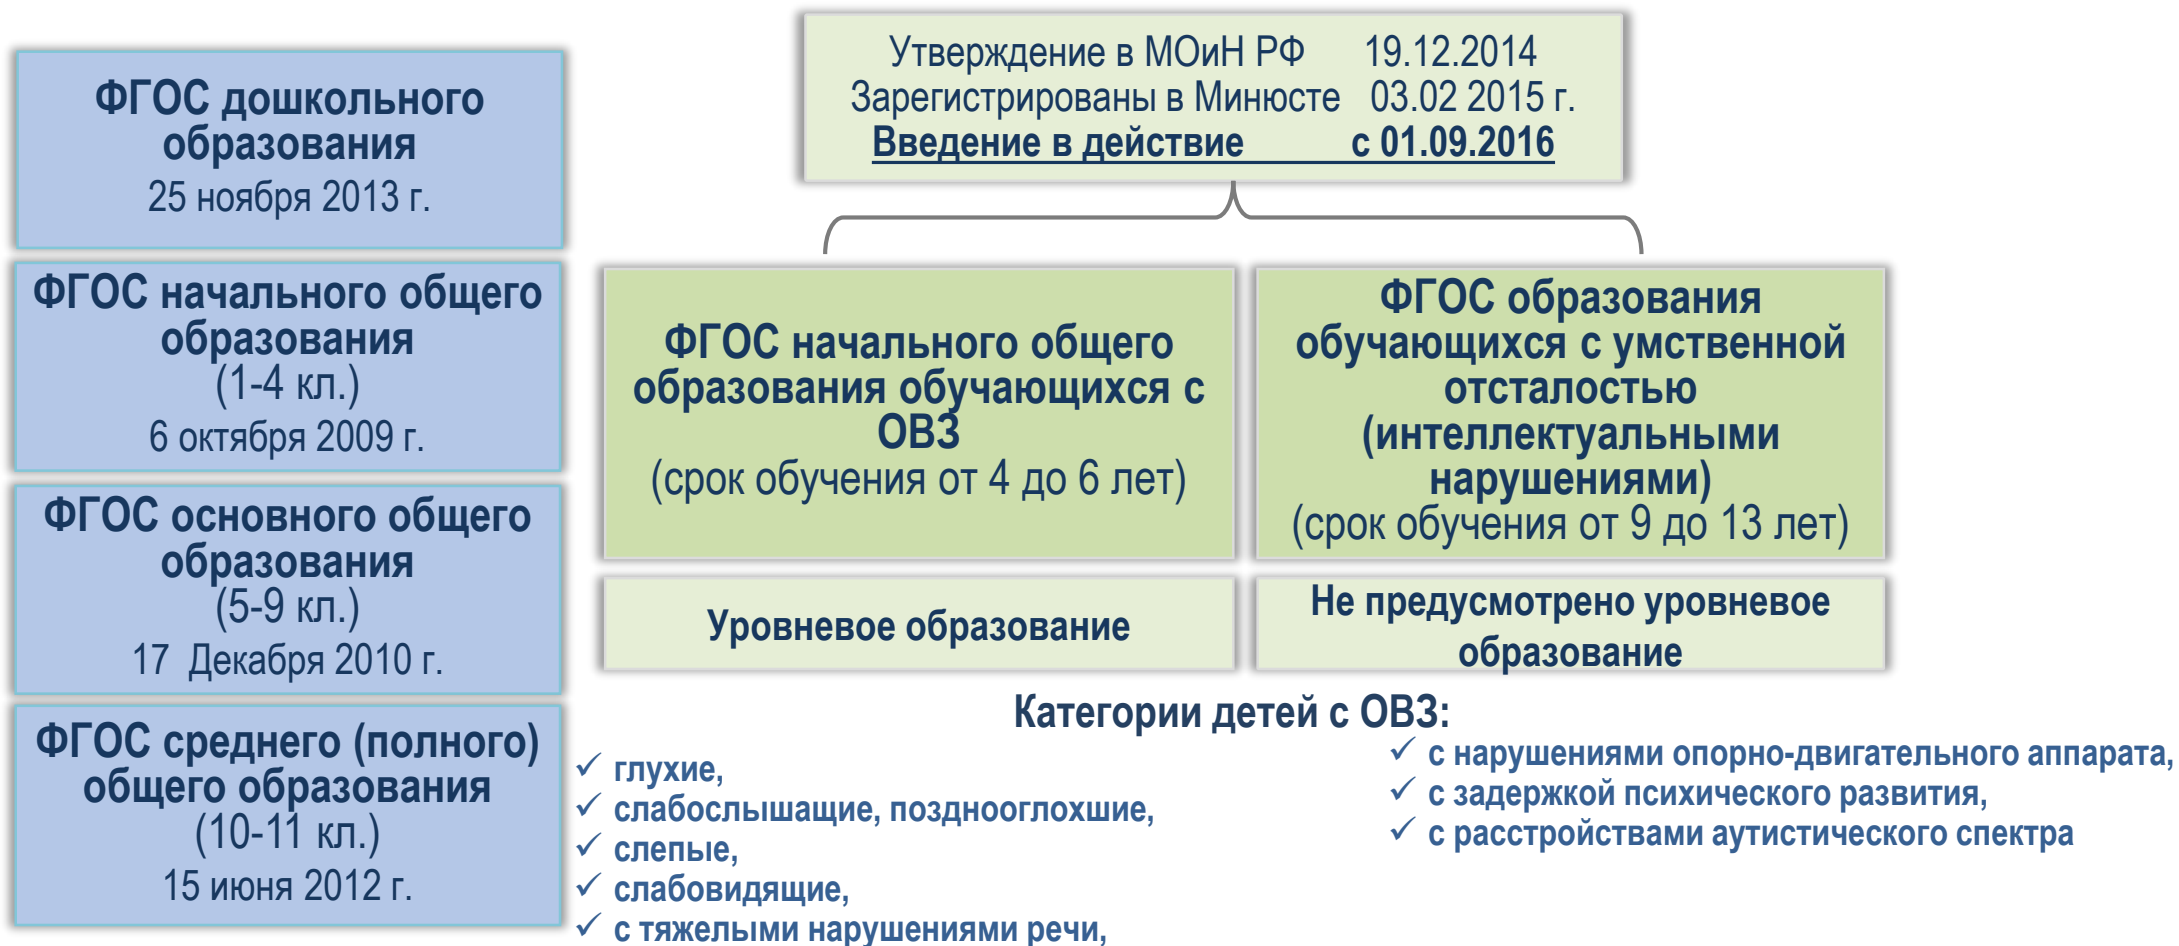 ФГОС дошкольного
образования
25 ноября 2013 г.
ФГОС начального общего
образования
(1-4 кл.)
6 октября 2009 г.
ФГОС основного общего
образования
(5-9 кл.)
17 Декабря 2010 г.
ФГОС среднего (полного)
общего образования
(10-11 кл.)
15 июня 2012 г.
Утверждение в МОиН РФ 19.12.2014
Зарегистрированы в Минюсте 03.02 2015 г.
Введение в действие с 01.09.2016
ФГОС начального общего
образования обучающихся с
ОВЗ
(срок обучения от 4 до 6 лет)
ФГОС образования
обучающихся с умственной
отсталостью
(интеллектуальными
нарушениями)
(срок обучения от 9 до 13 лет)
Уровневое образование
Не предусмотрено уровневое
образование
Категории детей с ОВЗ:
✓ глухие,
✓ слабослышащие, позднооглохшие,
✓ слепые,
✓ слабовидящие,
✓ с тяжелыми нарушениями речи,
✓ с нарушениями опорно-двигательного аппарата,
✓ с задержкой психического развития,
✓ с расстройствами аутистического спектра